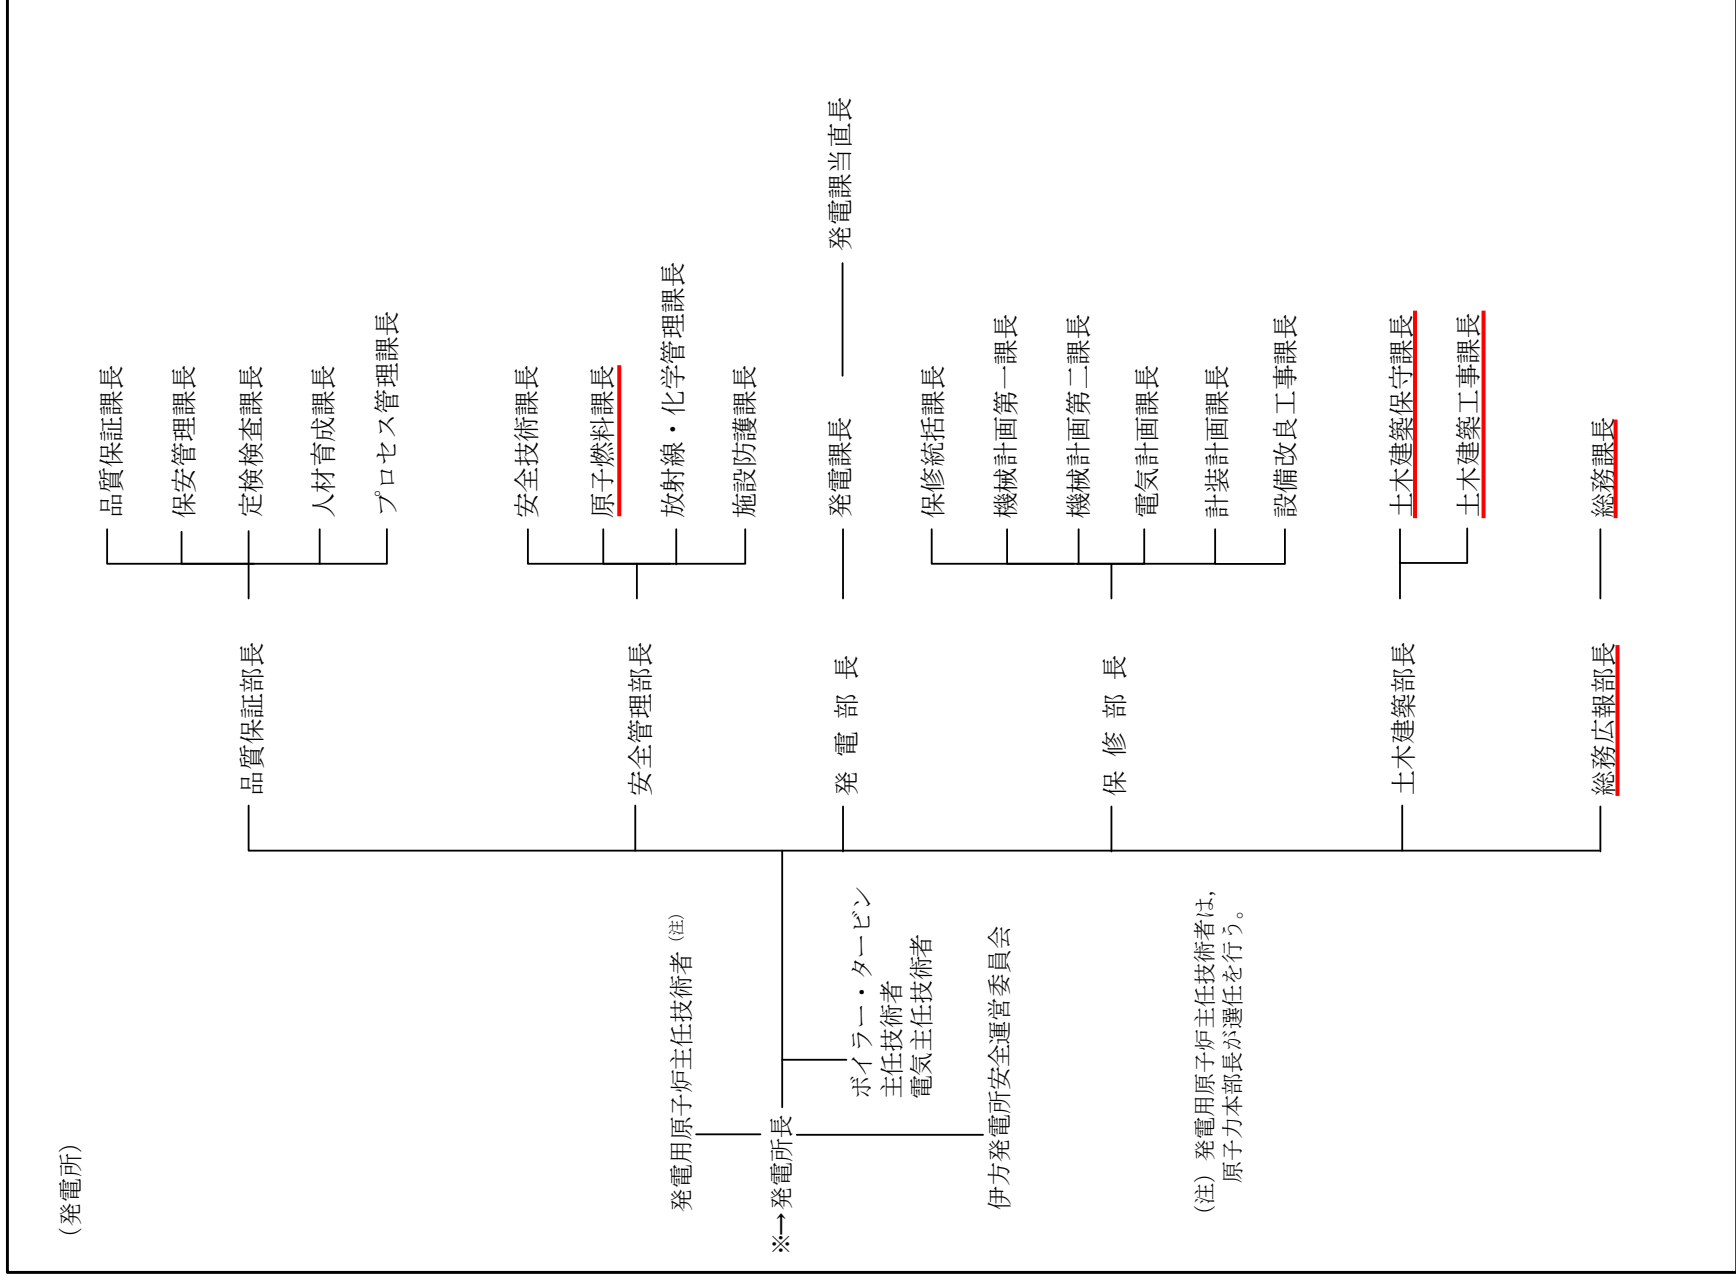 (発電所)
発電用原子炉主任技術者 (注)
※→発電所長
ボイラー・タービン
主任技術者
電気主任技術者
伊方発電所安全運営委員会
(注) 発電用原子炉主任技術者は,
原子力本部長が選任を行う。
品質保証部長
品質保証課長
保安管理課長
定検検査課長
人材育成課長
プロセス管理課長
安全管理部長
安全技術課長
原子燃料課長
放射線・化学管理課長
施設防護課長
発電部長
発電課長
発電課当直長
保修部長
保修統括課長
機械計画第一課長
機械計画第二課長
電気計画課長
計装計画課長
設備改良工事課長
土木建築部長
土木建築保守課長
土木建築工事課長
総務広報部長
総務課長